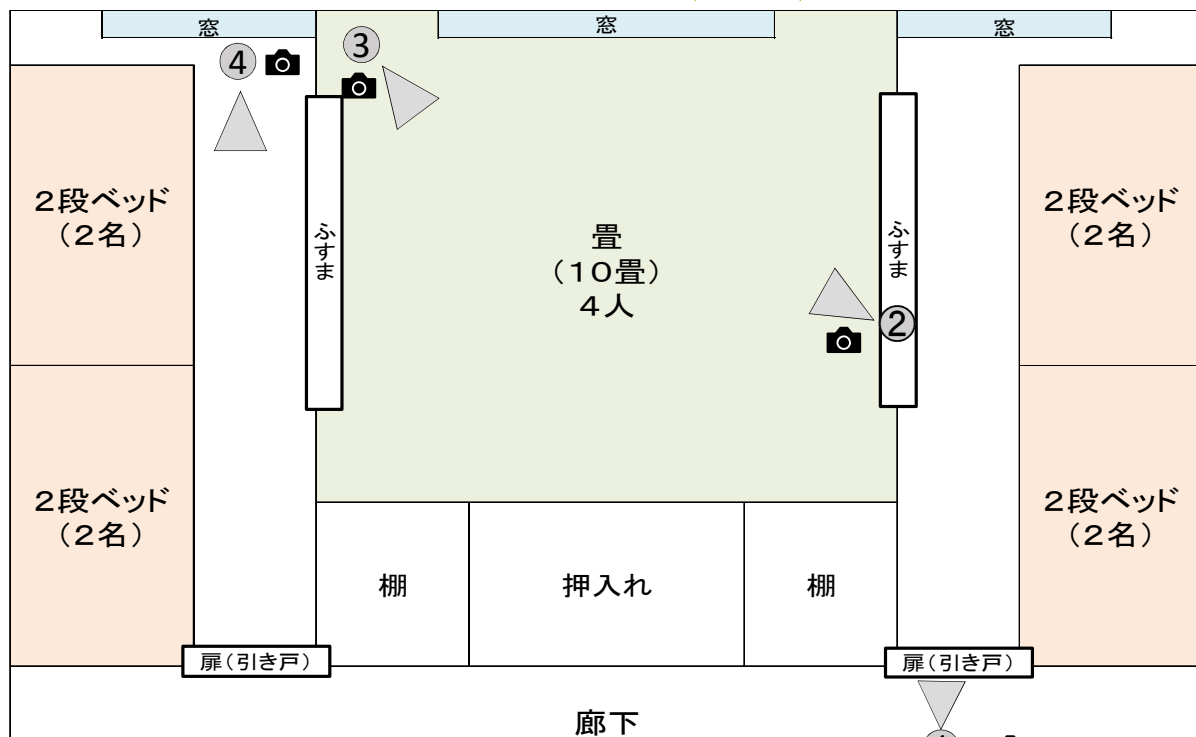 窓
窓
窓
④
③
2段ベッド
(2名)
ふすま
畳
(10畳)
4人
ふすま
②
2段ベッド
(2名)
2段ベッド
(2名)
棚
押入れ
棚
2段ベッド
(2名)
扉(引き戸)
扉(引き戸)
廊下